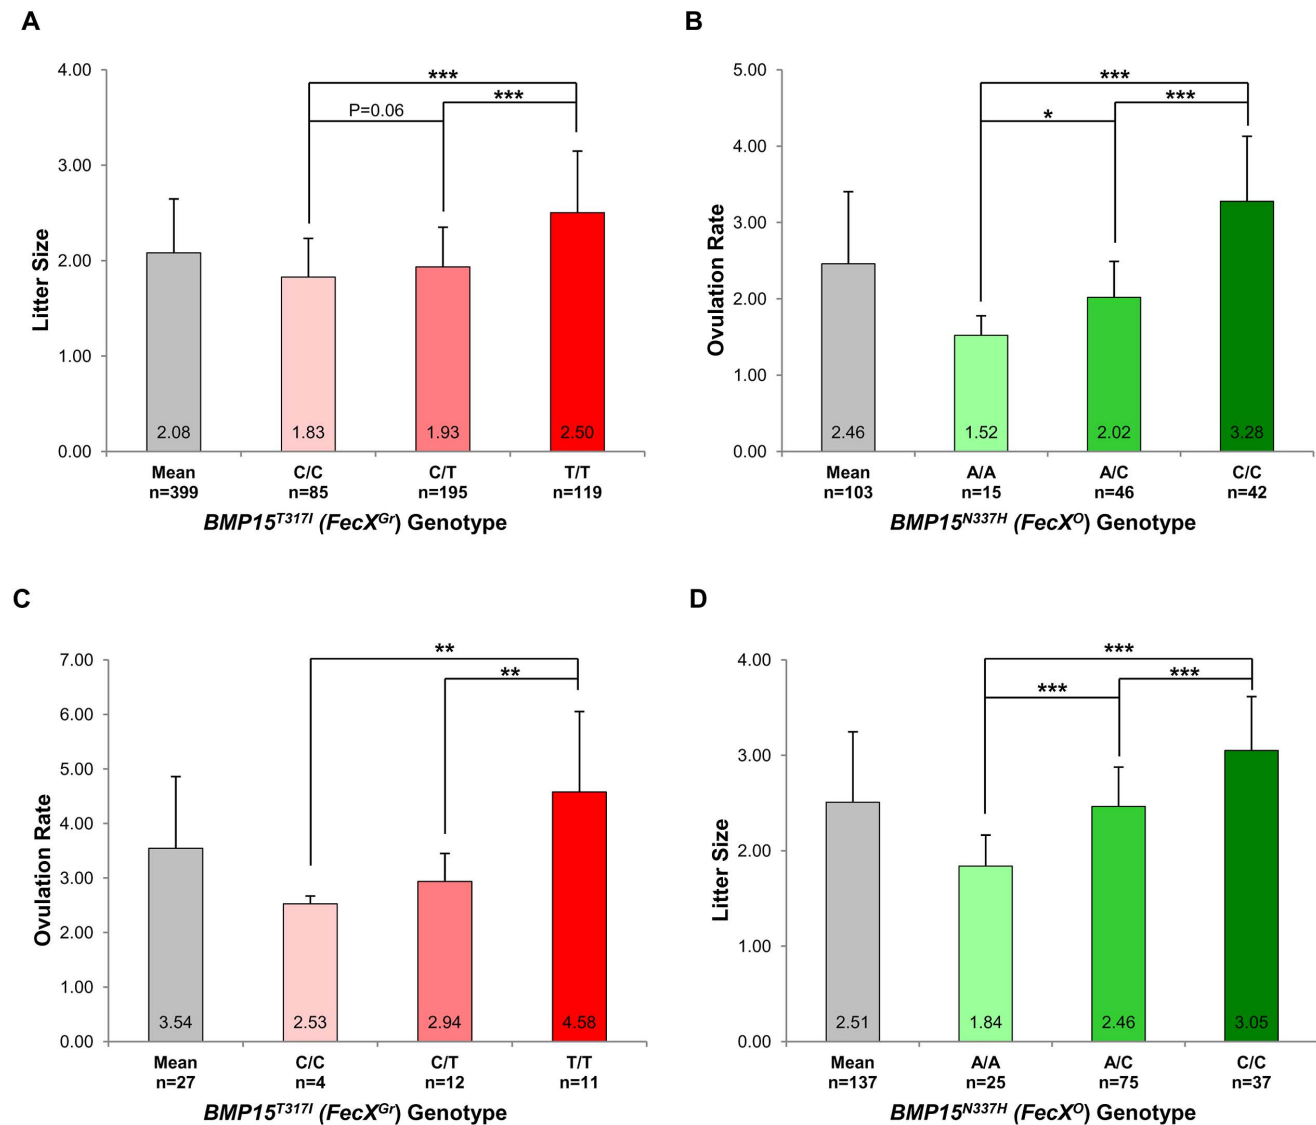 A
4.00
3.00
2.00
1.00
0.00
Litter Size
***
***
P=0.06
2.08
1.83
1.93
2.50
Mean
n=399
C/C
n=85
C/T
n=195
T/T
n=119
BMP15T317I (FecXGr) Genotype
B
5.00
4.00
3.00
2.00
1.00
0.00
Ovulation Rate
***
***
*
2.46
1.52
2.02
3.28
Mean
n=103
A/A
n=15
A/C
n=46
C/C
n=42
BMP15N337H (FecXO) Genotype
C
7.00
6.00
5.00
4.00
3.00
2.00
1.00
0.00
Ovulation Rate
**
**
3.54
2.53
2.94
4.58
Mean
n=27
C/C
n=4
C/T
n=12
T/T
n=11
BMP15T317I (FecXGr) Genotype
D
4.00
3.00
2.00
1.00
0.00
Litter Size
***
***
***
2.51
1.84
2.46
3.05
Mean
n=137
A/A
n=25
A/C
n=75
C/C
n=37
BMP15N337H (FecXO) Genotype